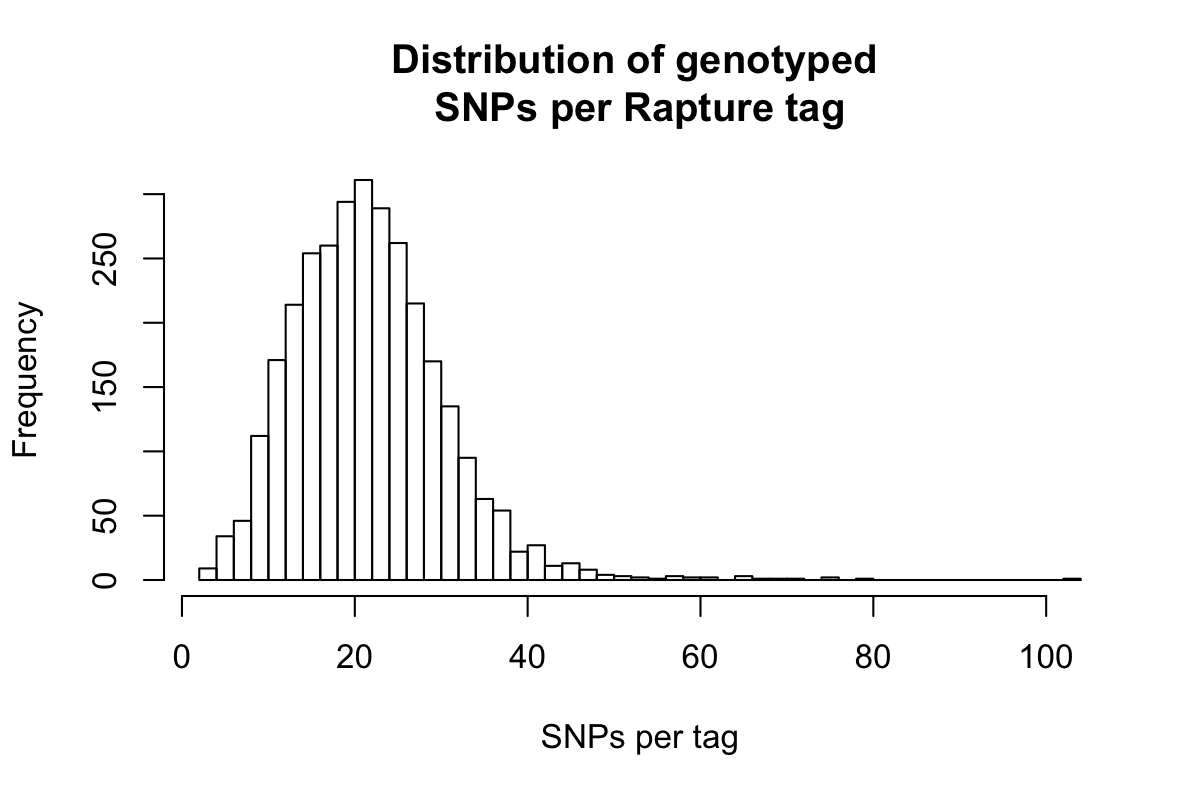 Distribution of genotyped
SNPs per Rapture tag
Frequency
250
150
50
0
0 20 40 60 80 100
SNPs per tag